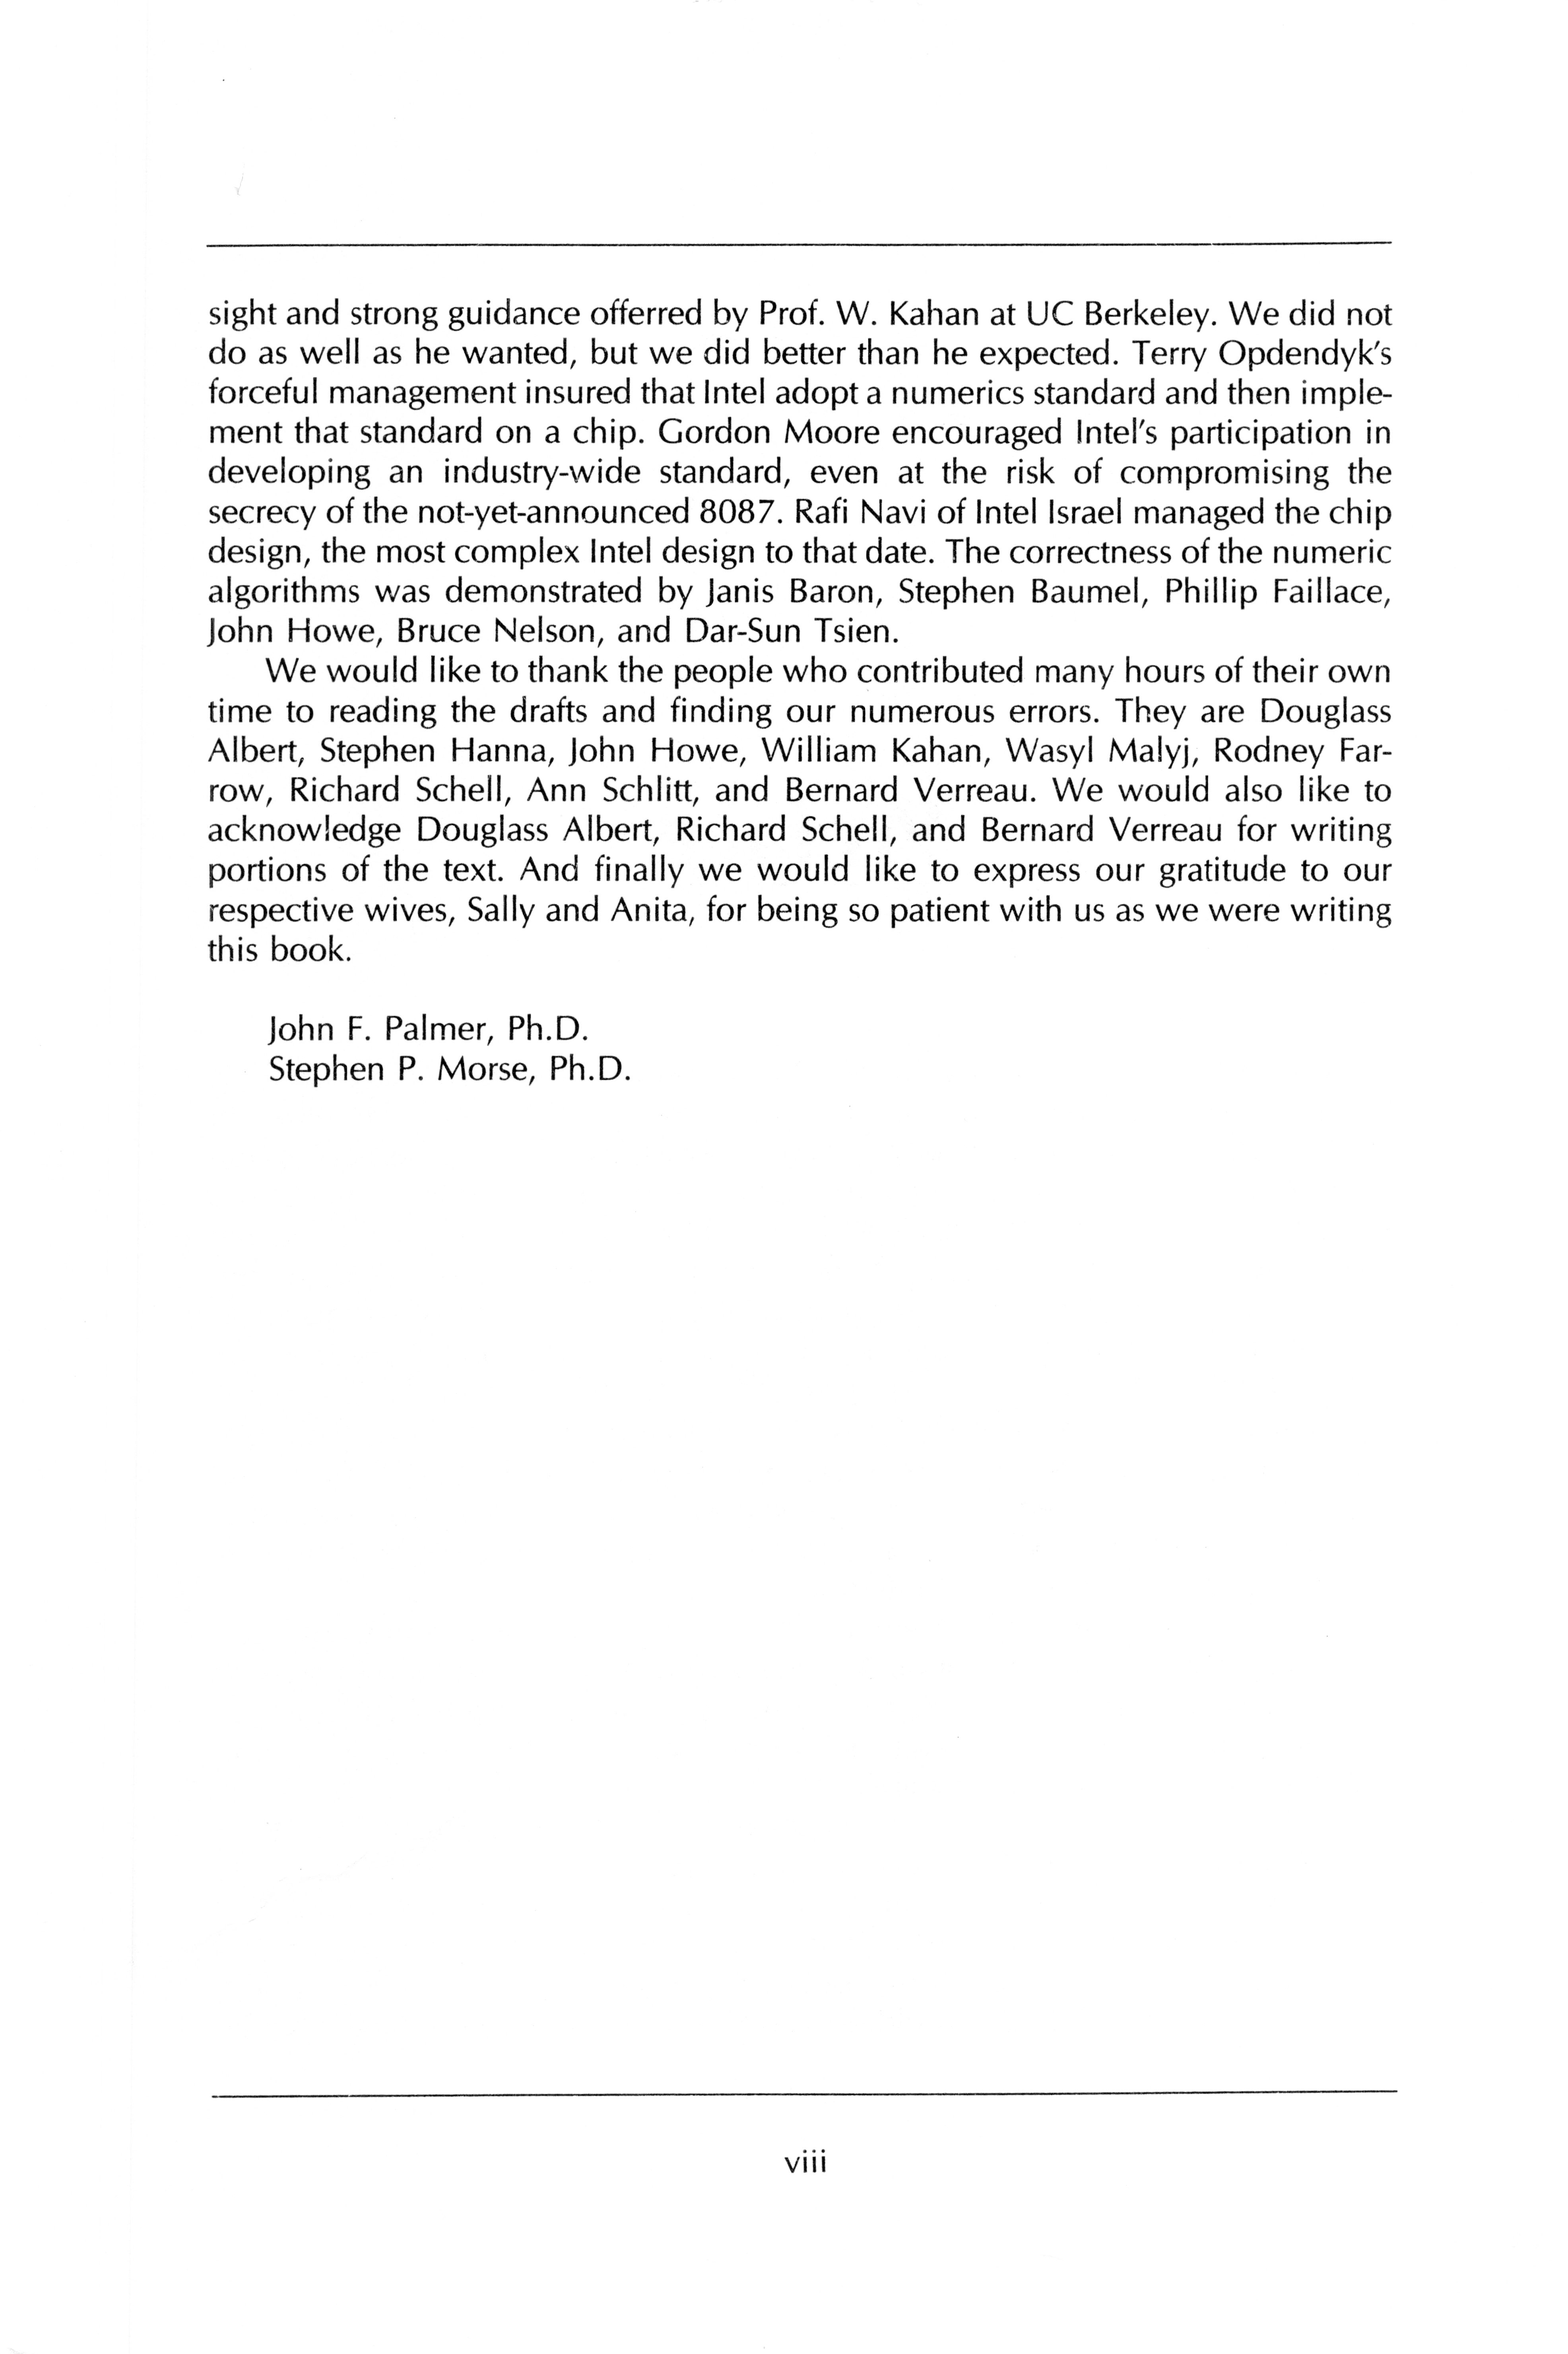 sight and strong guidance offerred by Prof. W. Kahan at UC Berkeley. We did not
do as well as he wanted, but we did better than he expected. Terry Opdendyk's
forceful management insured that Intel adopt a numerics standard and then imple-
ment that standard on a chip. Gordon Moore encouraged Intel's participation in
developing an industry-wide standard, even at the risk of compromising the
secrecy of the not-yet-announced 8087. Rafi Navi of Intel Israel managed the chip
design, the most complex Intel design to that date. The correctness of the numeric
algorithms was demonstrated by Janis Baron, Stephen Baumel, Phillip Faillace,
John Howe, Bruce Nelson, and Dar-Sun Tsien.
We would like to thank the people who contributed many hours of their own
time to reading the drafts and finding our numerous errors. They are Douglass
Albert, Stephen Hanna, John Howe, William Kahan, Wasyl Malyj, Rodney Far-
row, Richard Schell, Ann Schlitt, and Bernard Verreau. We would also like to
acknowledge Douglass Albert, Richard Schell, and Bernard Verreau for writing
portions of the text. And finally we would like to express our gratitude to our
respective wives, Sally and Anita, for being so patient with us as we were writing
this book.
John F. Palmer, Ph.D.
Stephen P. Morse, Ph.D.
viii